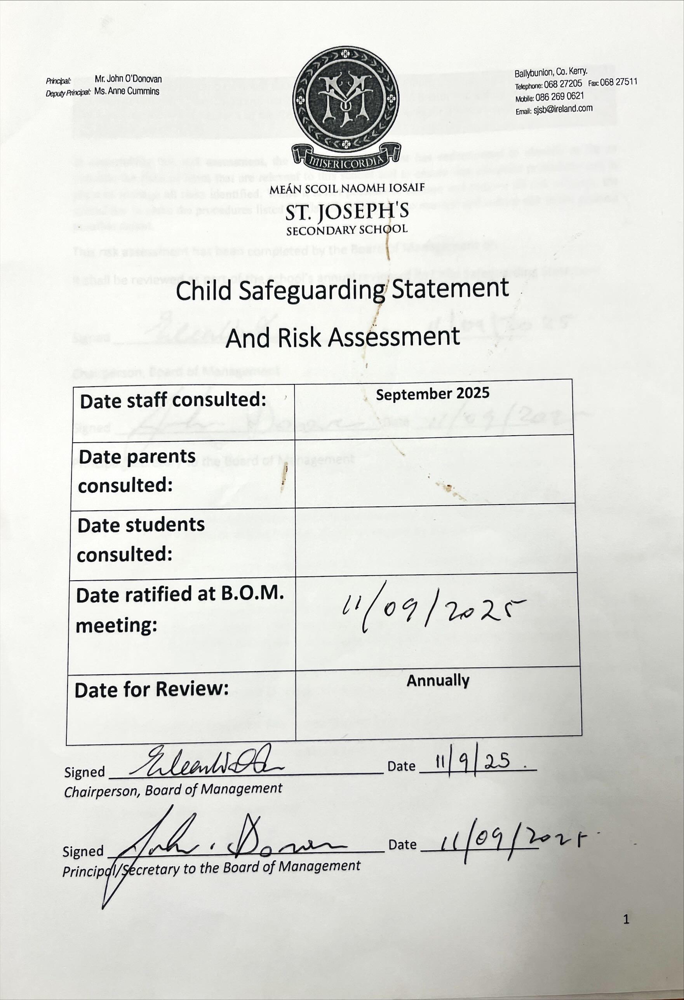 Principal: Mr. John O'Donovan
Deputy Principal: Ms. Anne Cummins
Ballybunion, Co. Kerry.
Telephone: 068 27205 Fax: 068 27511
Mobile: 086 269 0621
Email: sjsb@ireland.com
MISERICORDIA
MEÁN SCOIL NAOMH IOSAIF
ST. JOSEPH'S
SECONDARY SCHOOL
Child Safeguarding Statement
And Risk Assessment
Date staff consulted: September 2025
Date parents
consulted:
Date students
consulted:
Date ratified at B.O.M. 11/09/2025
meeting:
Date for Review: Annually
Signed Date 11/9/25.
Chairperson, Board of Management
Signed Date 11/09/2025
Principal/Secretary to the Board of Management
1